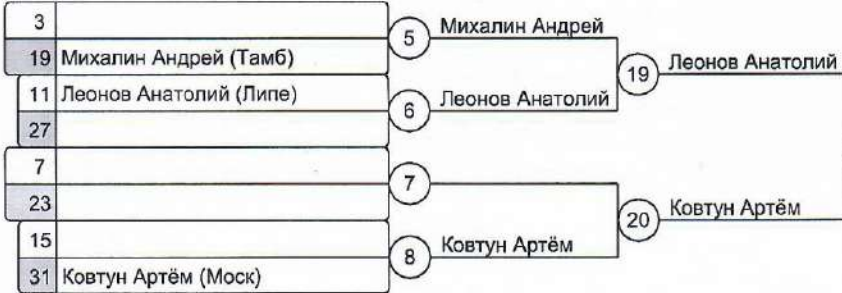 3
19 Михалин Андрей (Тамб)
5 Михалин Андрей
19 Леонов Анатолий
11 Леонов Анатолий (Липе)
27
6 Леонов Анатолий
7
23
7
20 Ковтун Артём
15
31 Ковтун Артём (Моск)
8 Ковтун Артём